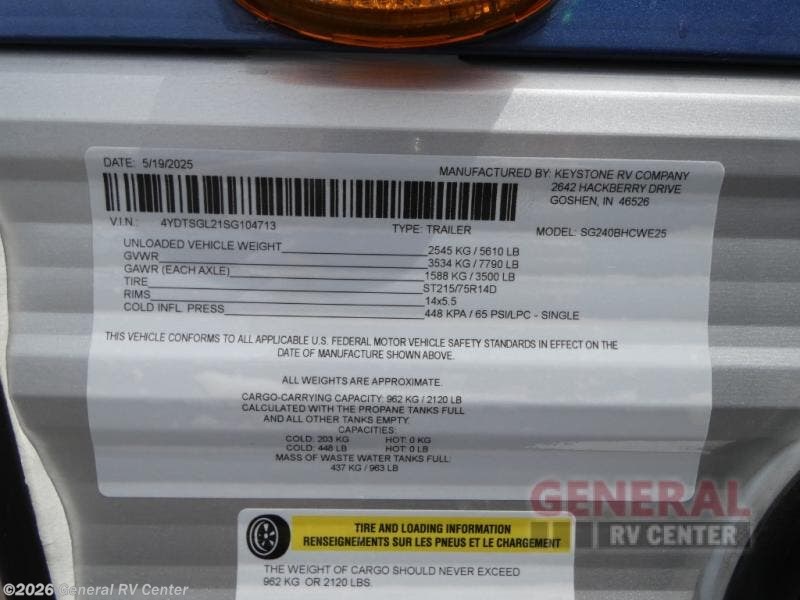 DATE: 5/19/2025
MANUFACTURED BY: KEYSTONE RV COMPANY
2642 HACKBERRY DRIVE
GOSHEN, IN 46526
V.I.N.: 4YDTSGL21SG104713 TYPE: TRAILER MODEL: SG240BHCWE25
UNLOADED VEHICLE WEIGHT 2545 KG / 5610 LB
GVWR 3534 KG / 7790 LB
GAWR (EACH AXLE) 1588 KG / 3500 LB
TIRE ST215/75R14D
RIMS 14x5.5
COLD INFL. PRESS 448 KPA / 65 PSI/LPC - SINGLE
THIS VEHICLE CONFORMS TO ALL APPLICABLE U.S. FEDERAL MOTOR VEHICLE SAFETY STANDARDS IN EFFECT ON THE
DATE OF MANUFACTURE SHOWN ABOVE.
ALL WEIGHTS ARE APPROXIMATE.
CARGO-CARRYING CAPACITY: 962 KG / 2120 LB
CALCULATED WITH THE PROPANE TANKS FULL
AND ALL OTHER EMPTY TANKS.
CAPACITIES:
COLD: 203 KG HOT: 0 KG
COLD: 448 LB HOT: 0 LB
MASS OF WASTE WATER TANKS FULL:
437 KG / 963 LB
GENERAL
RV CENTER
TIRE AND LOADING INFORMATION
RENSEIGNEMENTS SUR LES PNEUS ET LE CHARGEMENT
THE WEIGHT OF CARGO SHOULD NEVER EXCEED
962 KG OR 2120 LBS.
©2026 General RV Center